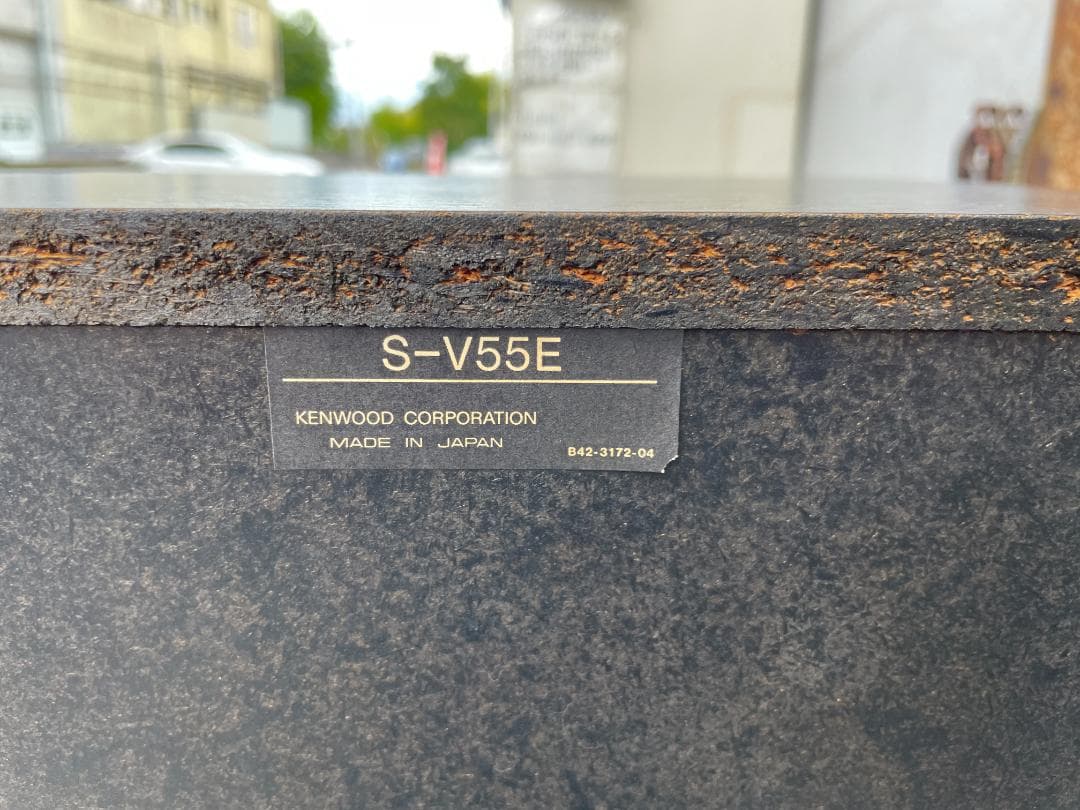 S-V55E
KENWOOD CORPORATION
MADE IN JAPAN
B42-3172-04